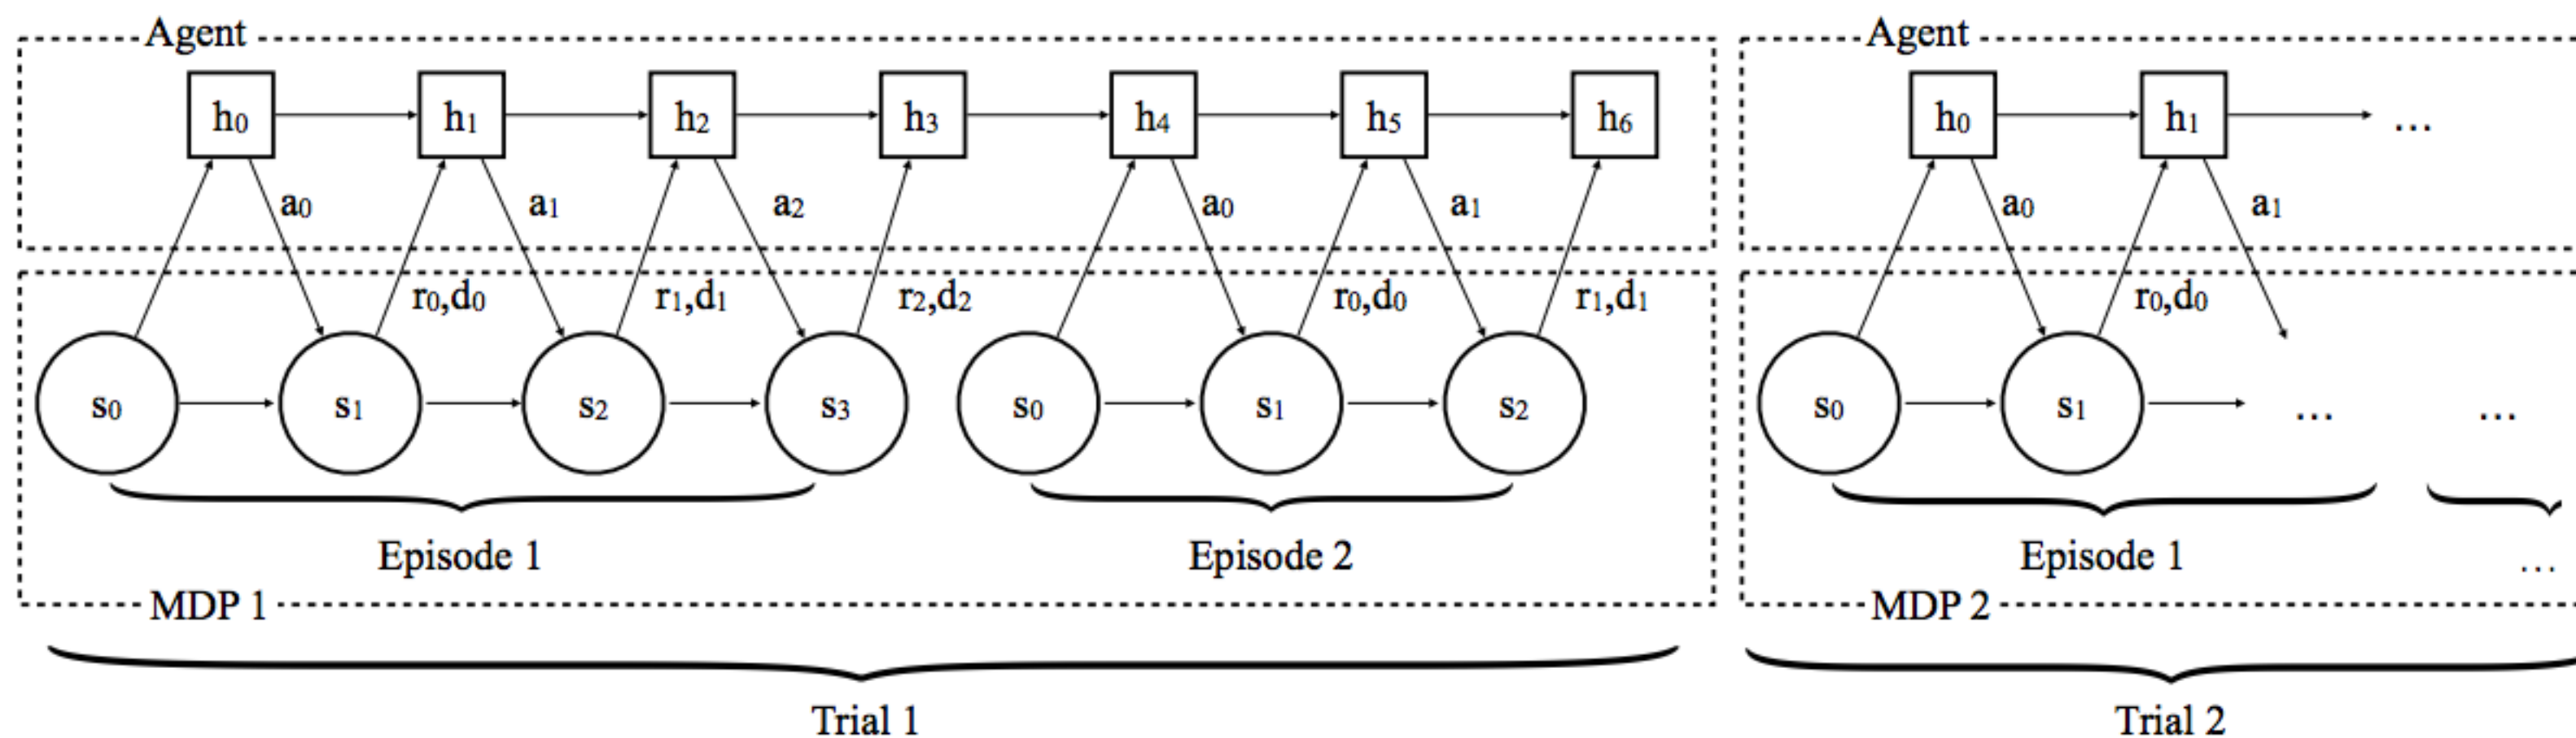 Agent Agent
h0 h1 h2 h3 h4 h5 h6 h0 h1 ...
a0 a1 a2 a0 a1 a0 a1
r0,d0 r1,d1 r2,d2 r0,d0 r1,d1 r0,d0
s0 s1 s2 s3 s0 s1 s2 s0 s1 ... ...
Episode 1 Episode 2 Episode 1 ...
MDP 1 MDP 2
Trial 1 Trial 2